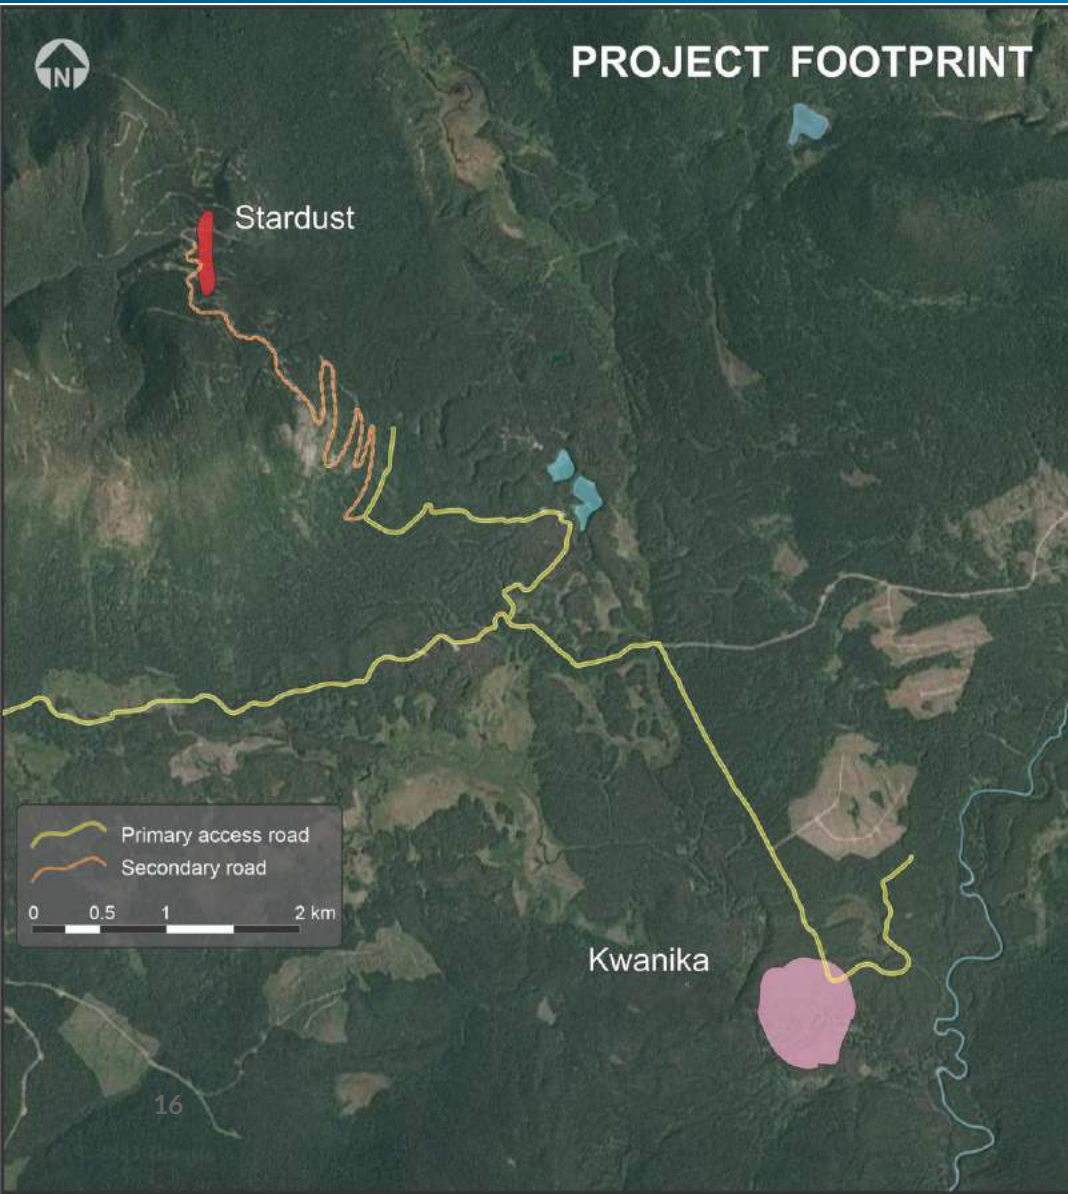 N
PROJECT FOOTPRINT
Stardust
Primary access road
Secondary road
0 0.5 1 2 km
Kwanika
16